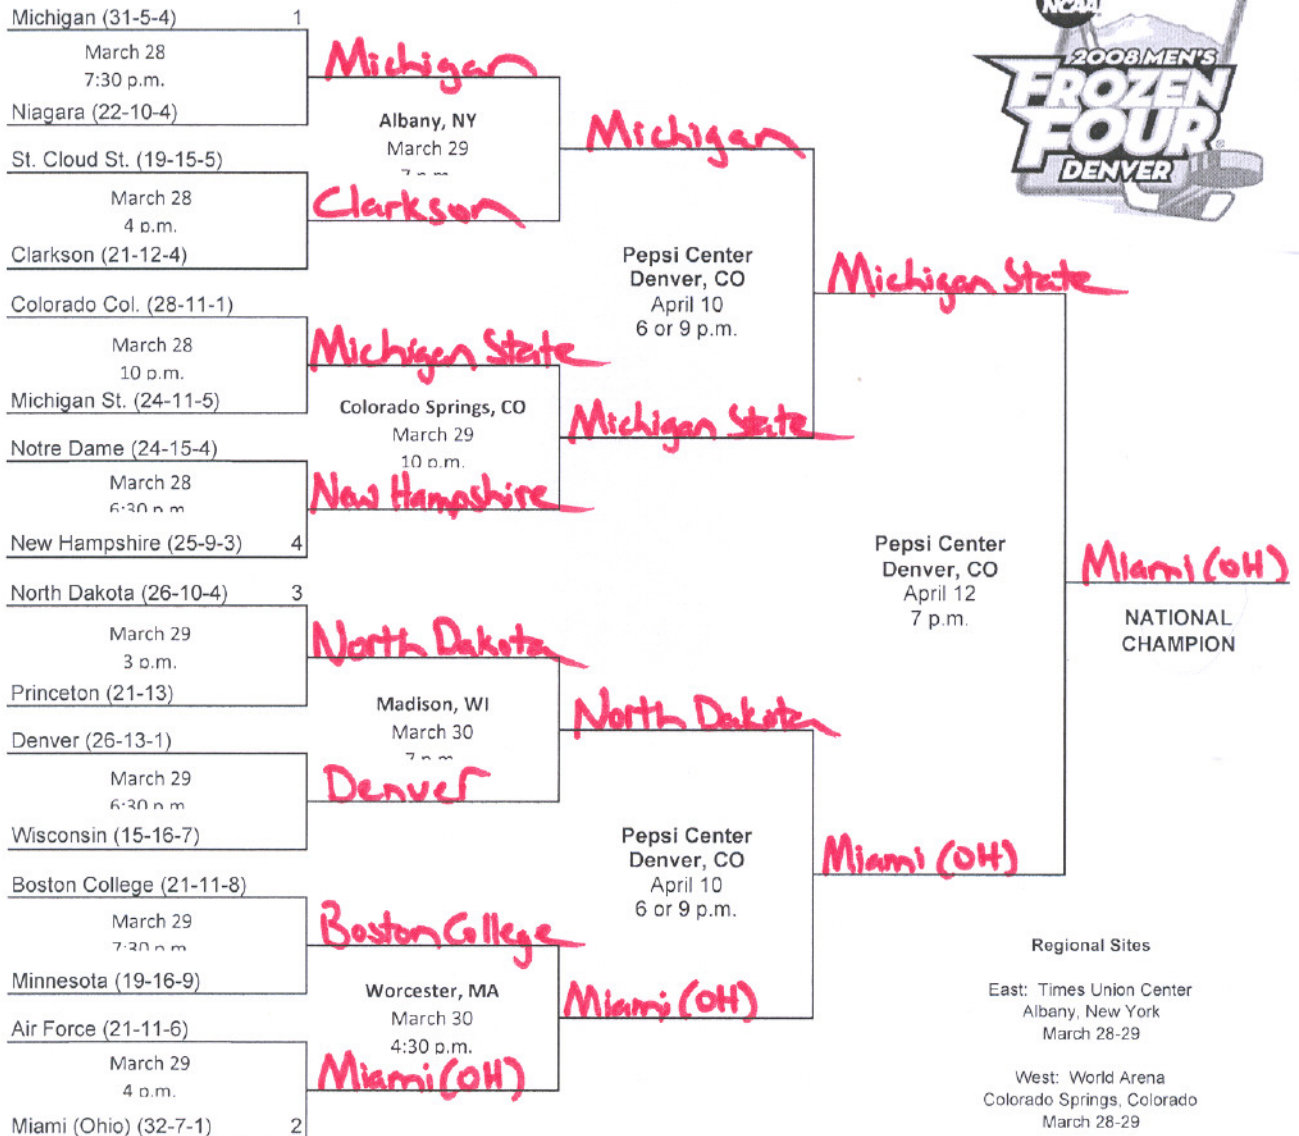 Michigan (31-5-4) 1
March 28
7:30 p.m.
Niagara (22-10-4)
St. Cloud St. (19-15-5)
March 28
4 p.m.
Clarkson (21-12-4)
Colorado Col. (28-11-1)
March 28
10 p.m.
Michigan St. (24-11-5)
Notre Dame (24-15-4)
March 28
6:30 p.m.
New Hampshire (25-9-3) 4
North Dakota (26-10-4) 3
March 29
3 p.m.
Princeton (21-13)
Denver (26-13-1)
March 29
6:30 p.m.
Wisconsin (15-16-7)
Boston College (21-11-8)
March 29
7:30 p.m.
Minnesota (19-16-9)
Air Force (21-11-6)
March 29
4 p.m.
Miami (Ohio) (32-7-1) 2
Michigan
Albany, NY
March 29
7 p.m.
Clarkson
Michigan State
Colorado Springs, CO
March 29
10 p.m.
New Hampshire
North Dakota
Madison, WI
March 30
7 p.m.
Denver
Boston College
Worcester, MA
March 30
4:30 p.m.
Miami (OH)
Michigan
Pepsi Center
Denver, CO
April 10
6 or 9 p.m.
Michigan State
North Dakota
Pepsi Center
Denver, CO
April 10
6 or 9 p.m.
Miami (OH)
Michigan State
Pepsi Center
Denver, CO
April 12
7 p.m.
Miami (OH)
Miami (OH)
NATIONAL
CHAMPION
NCAA
2008 MEN'S
FROZEN
FOUR
DENVER
Regional Sites
East: Times Union Center
Albany, New York
March 28-29
West: World Arena
Colorado Springs, Colorado
March 28-29